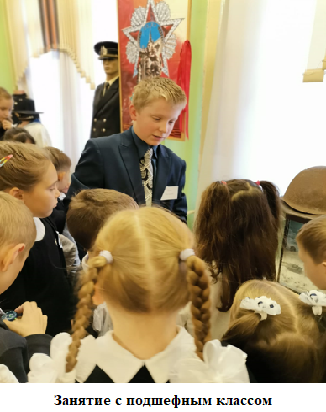 Занятие с подшефным классом